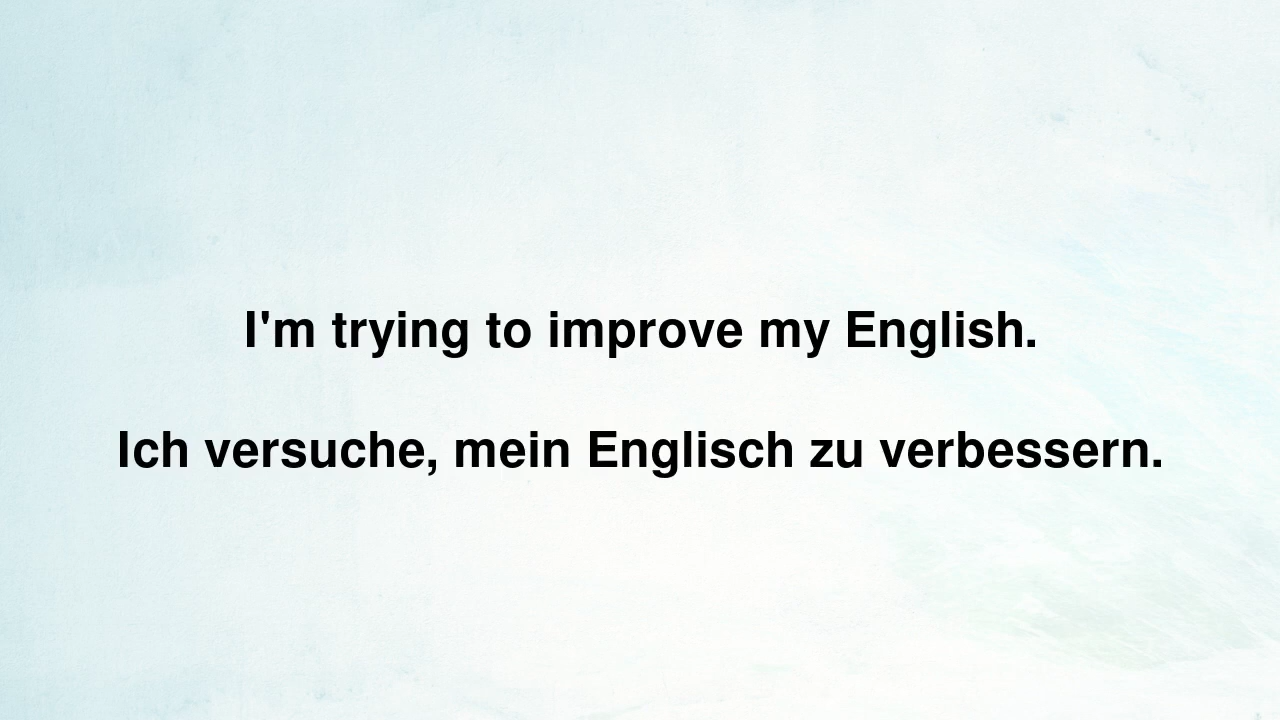 I'm trying to improve my English.
Ich versuche, mein Englisch zu verbessern.